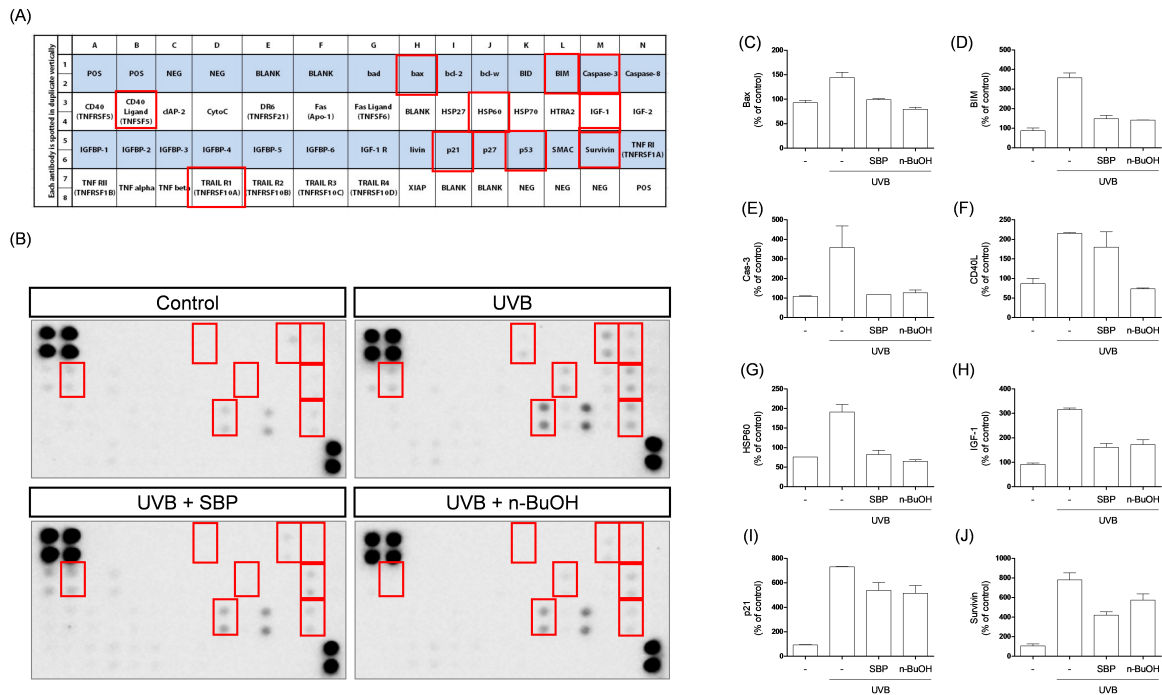 (A)
Each antibody is spotted in duplicate vertically
A B C D E F G H I J K L M N
1
2
POS POS NEG NEG BLANK BLANK bad bax bcl-2 bcl-w BID BIM Caspase-3 Caspase-8
3
4
CD40 (TNFRSF5) CD40 Ligand (TNFSF5) cIAP-2 CytoC DR6 (TNFRSF21) Fas (Apo-1) Fas Ligand (TNFSF6) BLANK HSP27 HSP60 HSP70 HTRA2 IGF-1 IGF-2
5
6
IGFBP-1 IGFBP-2 IGFBP-3 IGFBP-4 IGFBP-5 IGFBP-6 IGF-1 R livin p21 p27 p53 SMAC Survivin TNF RI (TNFRSF1A)
7
8
TNF RII (TNFRSF1B) TNF alpha TNF beta TRAIL R1 (TNFRSF10A) TRAIL R2 (TNFRSF10B) TRAIL R3 (TNFRSF10C) TRAIL R4 (TNFRSF10D) XIAP BLANK BLANK NEG NEG NEG POS
(B)
Control
UVB
UVB + SBP
UVB + n-BuOH
(C)
Bax
(% of control)
200
150
100
50
0
- - SBP n-BuOH
UVB
(D)
BIM
(% of control)
500
400
300
200
100
0
- - SBP n-BuOH
UVB
(E)
Cas-3
(% of control)
500
400
300
200
100
0
- - SBP n-BuOH
UVB
(F)
CD40L
(% of control)
250
200
150
100
50
0
- - SBP n-BuOH
UVB
(G)
HSP60
(% of control)
250
200
150
100
50
0
- - SBP n-BuOH
UVB
(H)
IGF-1
(% of control)
400
300
200
100
0
- - SBP n-BuOH
UVB
(I)
p21
(% of control)
800
600
400
200
0
- - SBP n-BuOH
UVB
(J)
Survivin
(% of control)
1000
800
600
400
200
0
- - SBP n-BuOH
UVB